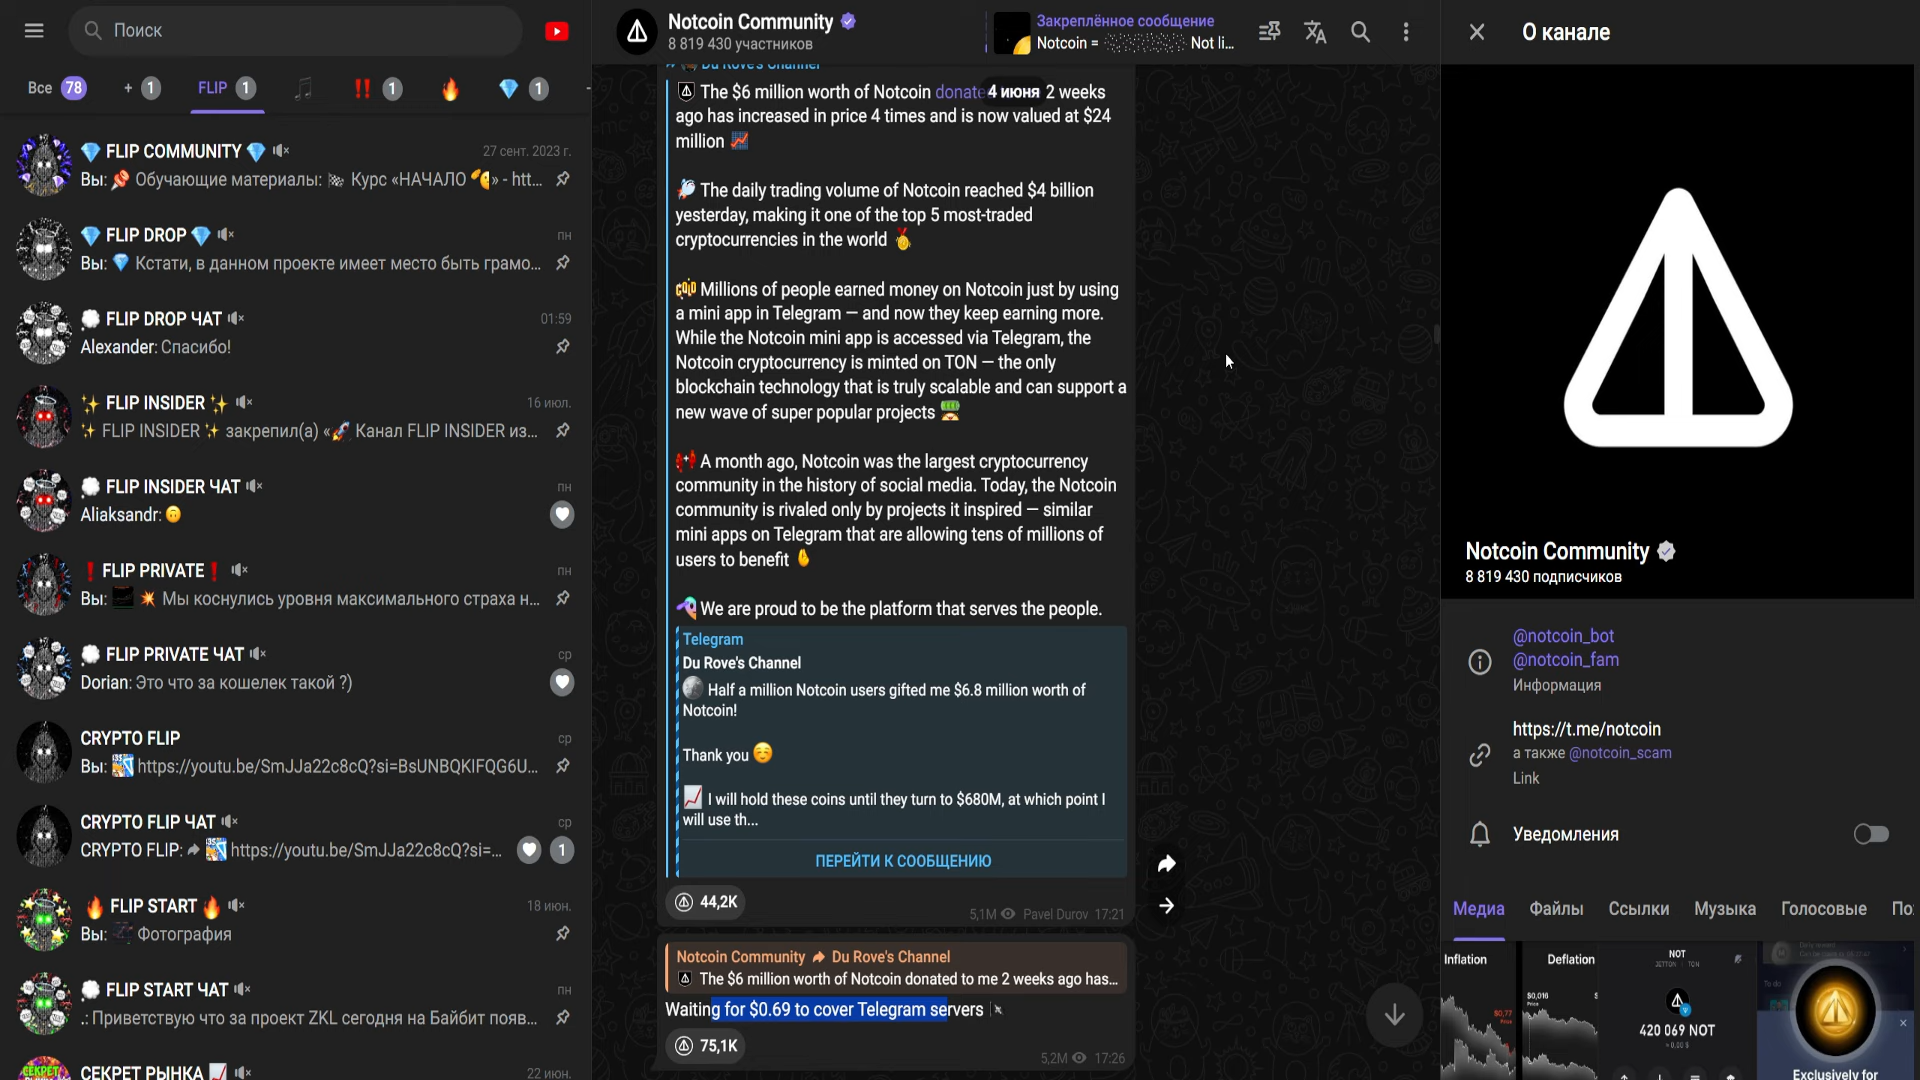 Поиск
Все 78
+ 1
FLIP 1
1
1
FLIP COMMUNITY
27 сент. 2023 г.
Вы: Обучающие материалы: Курс «НАЧАЛО » - htt...
FLIP DROP
пн
Вы: Кстати, в данном проекте имеет место быть грамо...
FLIP DROP ЧАТ
01:59
Alexander: Спасибо!
FLIP INSIDER
16 июл.
FLIP INSIDER закрепил(а) « Канал FLIP INSIDER из...
FLIP INSIDER ЧАТ
пн
Aliaksandr:
FLIP PRIVATE
пн
Вы: Мы коснулись уровня максимального страха н...
FLIP PRIVATE ЧАТ
ср
Dorian: Это что за кошелек такой ?)
CRYPTO FLIP
ср
Вы: https://youtu.be/SmJJa22c8cQ?si=BsUNBQKIFQG6U...
CRYPTO FLIP ЧАТ
ср
CRYPTO FLIP: https://youtu.be/SmJJa22c8cQ?si=...
1
FLIP START
18 июн.
Вы: Фотография
FLIP START ЧАТ
пн
.: Приветствую что за проект ZKL сегодня на Байбит появ...
СЕКРЕТ РЫНКА
22 июн.
Notcoin Community
8 819 430 участников
Закреплённое сообщение
Notcoin = Not li...
Du Rove's Channel
4 июня
The $6 million worth of Notcoin donate 2 weeks
ago has increased in price 4 times and is now valued at $24
million
The daily trading volume of Notcoin reached $4 billion
yesterday, making it one of the top 5 most-traded
cryptocurrencies in the world
Millions of people earned money on Notcoin just by using
a mini app in Telegram — and now they keep earning more.
While the Notcoin mini app is accessed via Telegram, the
Notcoin cryptocurrency is minted on TON — the only
blockchain technology that is truly scalable and can support a
new wave of super popular projects
A month ago, Notcoin was the largest cryptocurrency
community in the history of social media. Today, the Notcoin
community is rivaled only by projects it inspired — similar
mini apps on Telegram that are allowing tens of millions of
users to benefit
We are proud to be the platform that serves the people.
Telegram
Du Rove's Channel
Half a million Notcoin users gifted me $6.8 million worth of
Notcoin!
Thank you
I will hold these coins until they turn to $680M, at which point I
will use th...
ПЕРЕЙТИ К СООБЩЕНИЮ
44,2K
5,1M Pavel Durov 17:21
Notcoin Community Du Rove's Channel
The $6 million worth of Notcoin donated to me 2 weeks ago has...
Waiting for $0.69 to cover Telegram servers
75,1K
5,2M 17:26
О канале
Notcoin Community
8 819 430 подписчиков
@notcoin_bot
@notcoin_fam
Информация
https://t.me/notcoin
а также @notcoin_scam
Link
Уведомления
Медиа Файлы Ссылки Музыка Голосовые По
Inflation
Deflation
$0,77
Price
$0,016
Price
NOT
JETTON TON
420 069 NOT
≈ 0,00 $
To do
Exclusively for